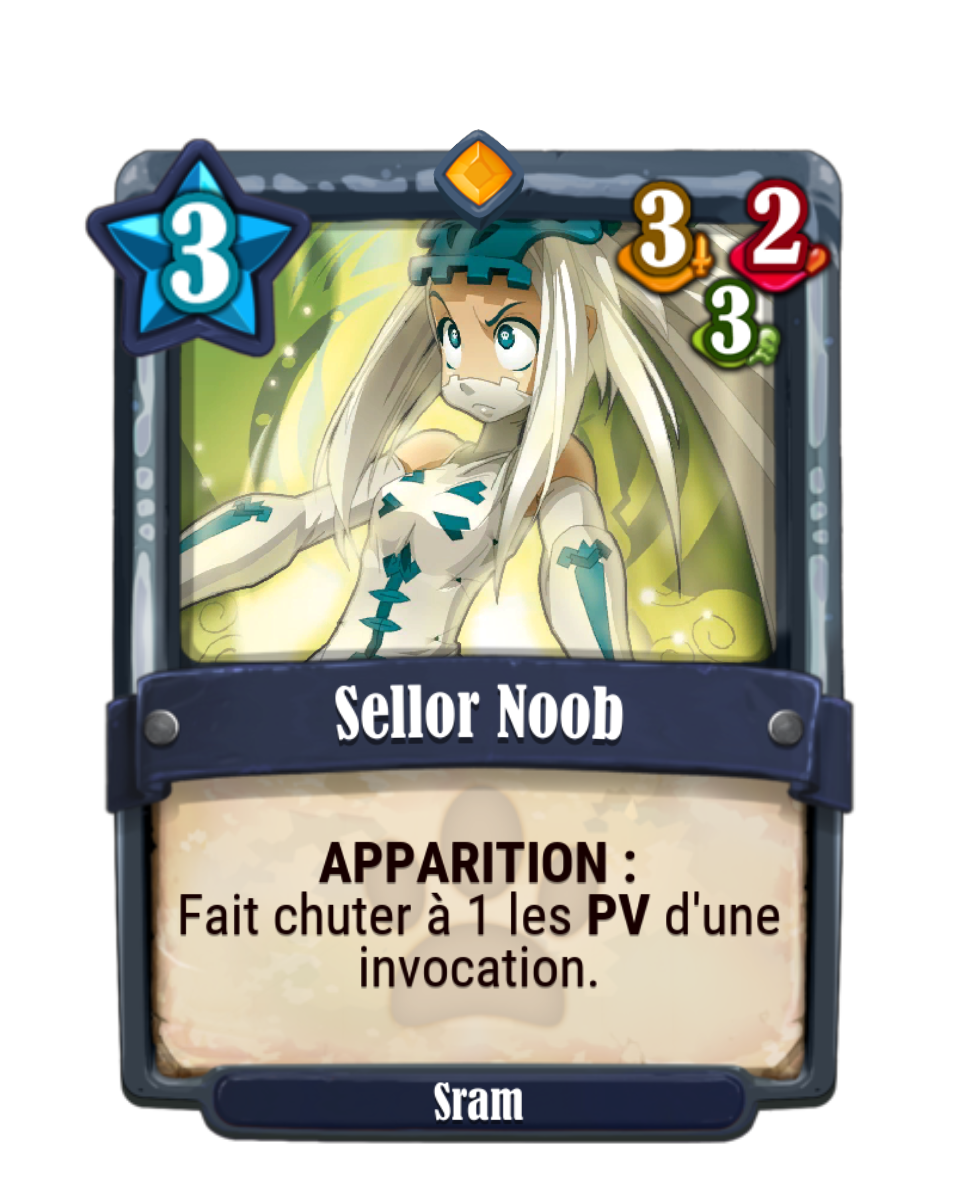 3
3 2
3
Sellor Noob
APPARITION :
Fait chuter à 1 les PV d'une
invocation.
Sram